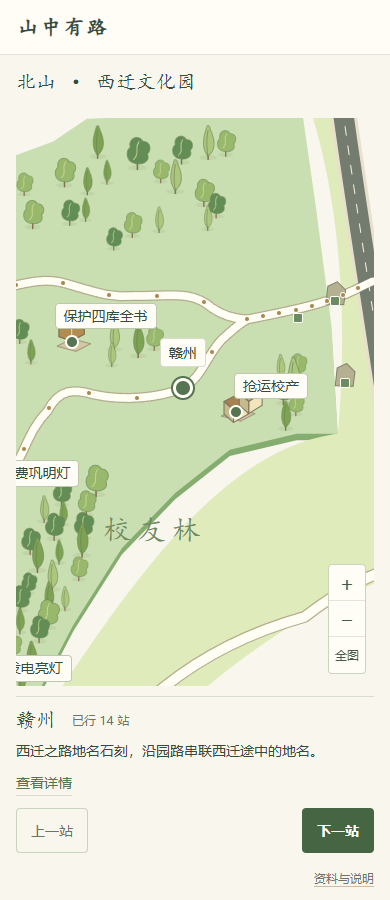 山中有路
北山 • 西迁文化园
保护四库全书
赣州
抢运校产
费巩明灯
校友林
发电亮灯
+
−
全图
赣州 已行 14 站
西迁之路地名石刻，沿园路串联西迁途中的地名。
查看详情
上一站 下一站
资料与说明